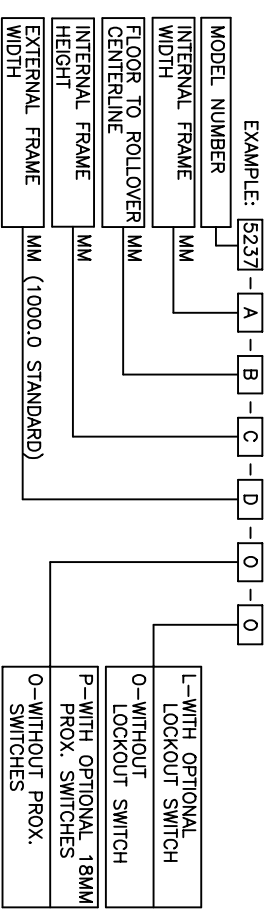 EXAMPLE: 5237 - A - B - C - D - O - O
MODEL NUMBER
INTERNAL FRAME
WIDTH
MM
FLOOR TO ROLLOVER
CENTERLINE
MM
INTERNAL FRAME
HEIGHT
MM
EXTERNAL FRAME
WIDTH
MM (1000.0 STANDARD)
L-WITH OPTIONAL
LOCKOUT SWITCH
O-WITHOUT
LOCKOUT SWITCH
P-WITH OPTIONAL 18MM
PROX. SWITCHES
O-WITHOUT PROX.
SWITCHES